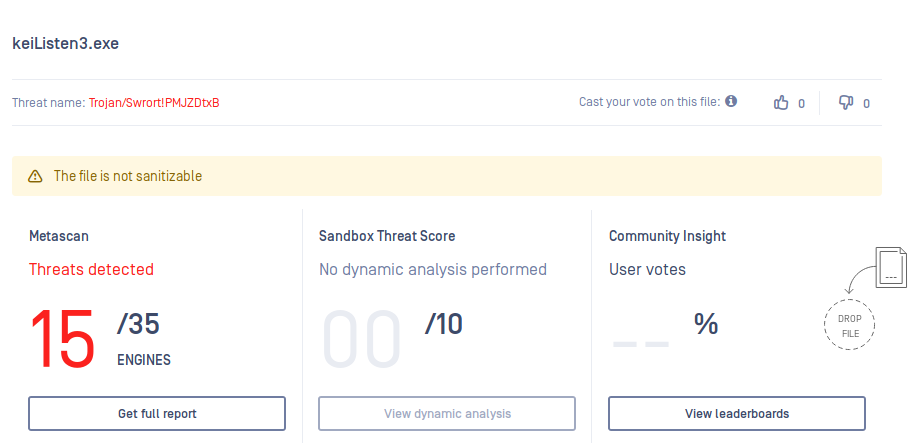 keiListen3.exe
Threat name: Trojan/Swrort!PMJZDtxB
Cast your vote on this file:
0
0
The file is not sanitizable
Metascan
Threats detected
15 /35
ENGINES
Get full report
Sandbox Threat Score
No dynamic analysis performed
00 /10
View dynamic analysis
Community Insight
User votes
-- %
View leaderboards
DROP
FILE